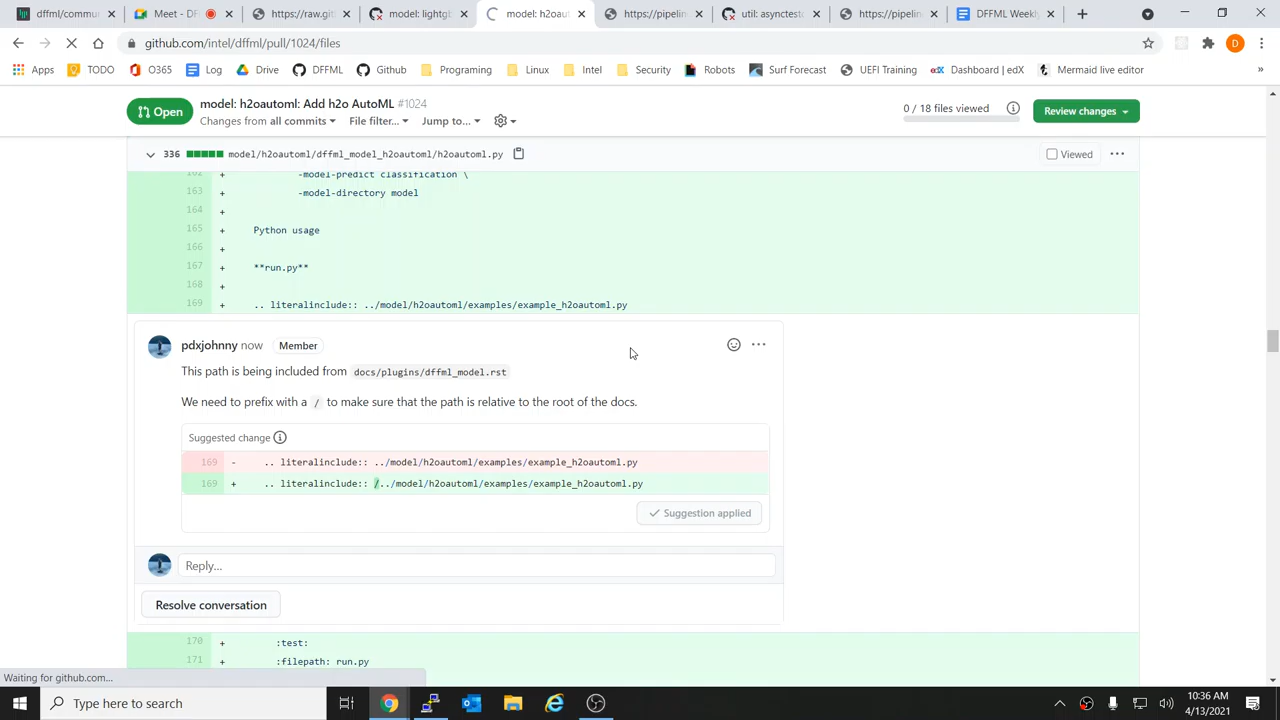 dffml/commu
Meet - D
https://raw.git
model: lightgl
model: h2oaut
https://pipelin
util: asynctest
https://pipelin
DFFML Weekly
github.com/intel/dffml/pull/1024/files
D
Apps
TODO
O365
Log
Drive
DFFML
Github
Programing
Linux
Intel
Security
Robots
Surf Forecast
UEFI Training
Dashboard | edX
Mermaid live editor
»
Open
model: h2oautoml: Add h2o AutoML #1024
Changes from all commits
File filter...
Jump to...
0 / 18 files viewed
Review changes
336
model/h2oautoml/dffml_model_h2oautoml/h2oautoml.py
Viewed
162 + -model-predict classification \
163 + -model-directory model
164 +
165 + Python usage
166 +
167 + **run.py**
168 +
169 + .. literalinclude:: ../model/h2oautoml/examples/example_h2oautoml.py
pdxjohnny now
Member
This path is being included from docs/plugins/dffml_model.rst
We need to prefix with a / to make sure that the path is relative to the root of the docs.
Suggested change
169 - .. literalinclude:: ../model/h2oautoml/examples/example_h2oautoml.py
169 + .. literalinclude:: /../model/h2oautoml/examples/example_h2oautoml.py
Suggestion applied
Reply...
Resolve conversation
170 + :test:
171 + :filepath: run.py
Waiting for github.com...
Type here to search
10:36 AM
4/13/2021